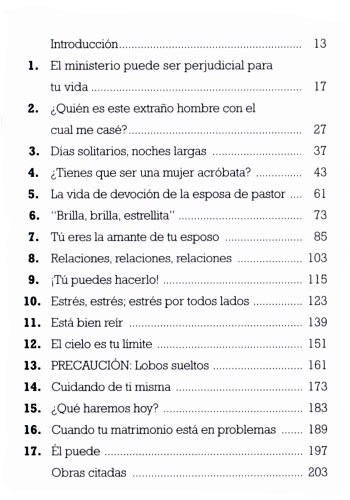 Introducción............................................................ 13
1. El ministerio puede ser perjudicial para
tu vida ..................................................................... 17
2. ¿Quién es este extraño hombre con el
cual me casé?......................................................... 27
3. Días solitarios, noches largas ............................ 37
4. ¿Tienes que ser una mujer acróbata? ............... 43
5. La vida de devoción de la esposa de pastor .... 61
6. "Brilla, brilla, estrellita" ........................................ 73
7. Tú eres la amante de tu esposo ......................... 85
8. Relaciones, relaciones, relaciones ..................... 103
9. ¡Tú puedes hacerlo! .............................................. 115
10. Estrés, estrés; estrés por todos lados ................ 123
11. Está bien reír ......................................................... 139
12. El cielo es tu límite ............................................... 151
13. PRECAUCIÓN: Lobos sueltos ............................ 161
14. Cuidando de ti misma .......................................... 173
15. ¿Qué haremos hoy? .............................................. 183
16. Cuando tu matrimonio está en problemas ....... 189
17. Él puede ................................................................. 197
Obras citadas ......................................................... 203